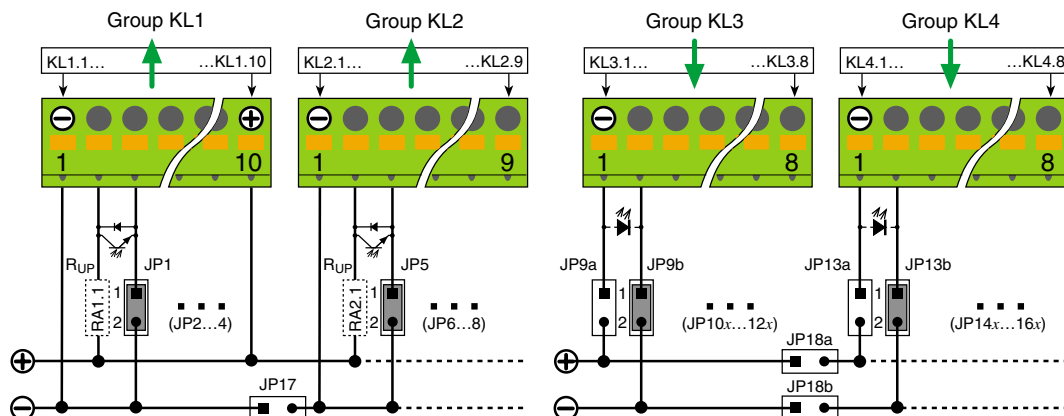 Group KL1 Group KL2 Group KL3 Group KL4
KL1.1... ...KL1.10 KL2.1... ...KL2.9 KL3.1... ...KL3.8 KL4.1... ...KL4.8
− + − − −
1 10 1 9 1 8 1 8
RUP JP1 RUP JP5 JP9a JP9b JP13a JP13b
RA1.1 1 RA2.1 1 1 1
2 2 2 2
(JP2...4) (JP6...8) (JP10x...12x) (JP14x...16x)
JP18a
+ +
JP17 JP18b
− −